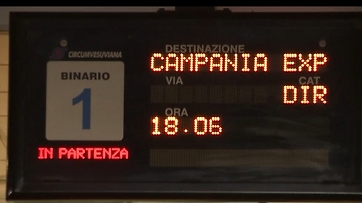 CIRCUMVESUVIANA
BINARIO
1
IN PARTENZA
DESTINAZIONE
CAMPANIA EXP
VIA CAT
DIR
ORA
18.06